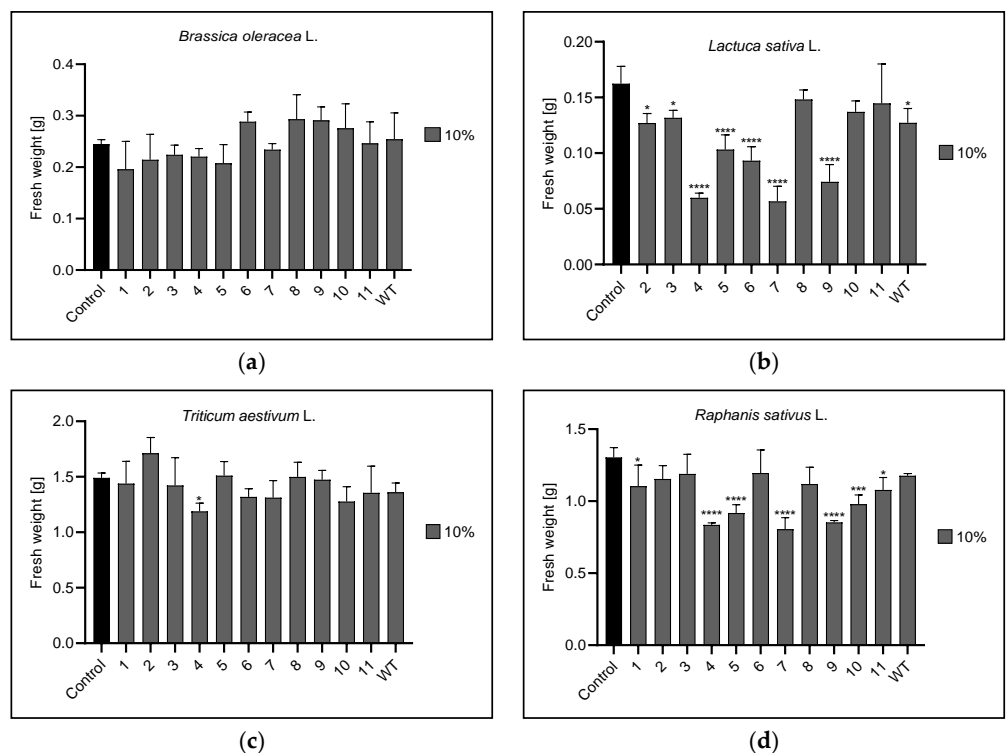 Brassica oleracea L.
0.4
0.3
0.2
0.1
0.0
Fresh weight [g]
10%
Control 1 2 3 4 5 6 7 8 9 10 11 WT
(a)
Lactuca sativa L.
0.20
0.15
0.10
0.05
0.00
Fresh weight [g]
* * **** **** **** **** **** *
10%
Control 2 3 4 5 6 7 8 9 10 11 WT
(b)
Triticum aestivum L.
2.0
1.5
1.0
0.5
0.0
Fresh weight [g]
*
10%
Control 1 2 3 4 5 6 7 8 9 10 11 WT
(c)
Raphanis sativus L.
1.5
1.0
0.5
0.0
Fresh weight [g]
* **** **** **** **** *** *
10%
Control 1 2 3 4 5 6 7 8 9 10 11 WT
(d)